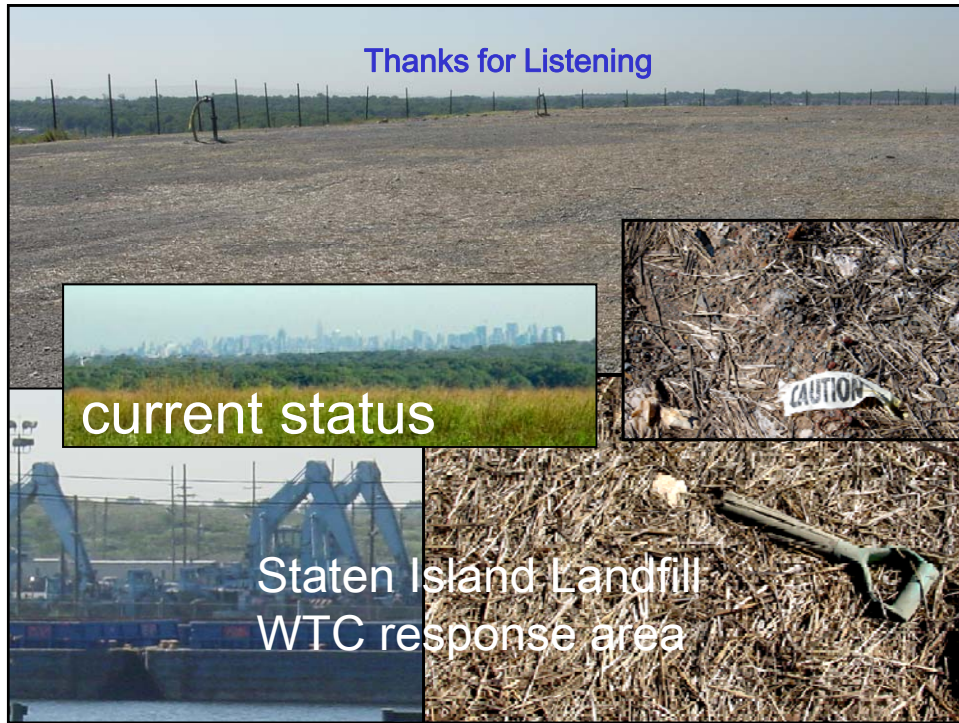 Thanks for Listening
CAUTION
current status
Staten Island Landfill
WTC response area